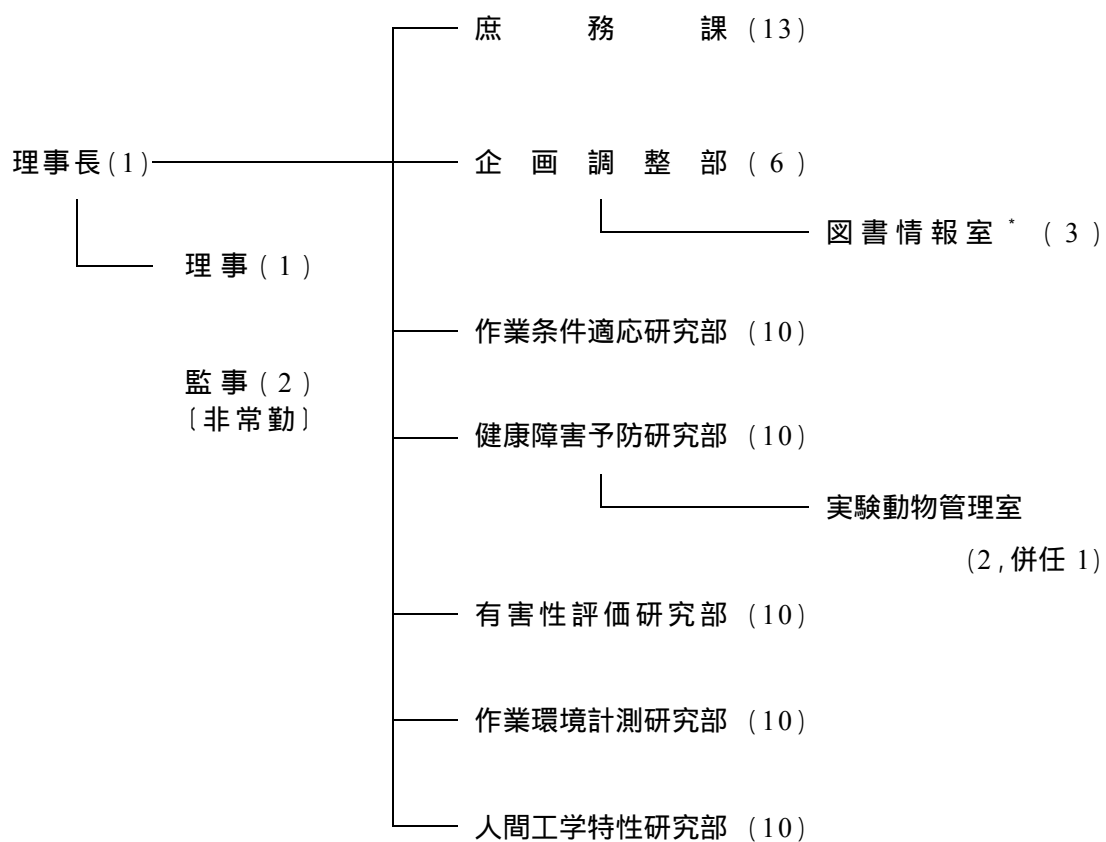 庶務課 (13)
理事長(1)
企画調整部 (6)
図書情報室* (3)
理事(1)
作業条件適応研究部 (10)
監事(2)
〔非常勤〕
健康障害予防研究部 (10)
実験動物管理室
(2,併任 1)
有害性評価研究部 (10)
作業環境計測研究部 (10)
人間工学特性研究部 (10)